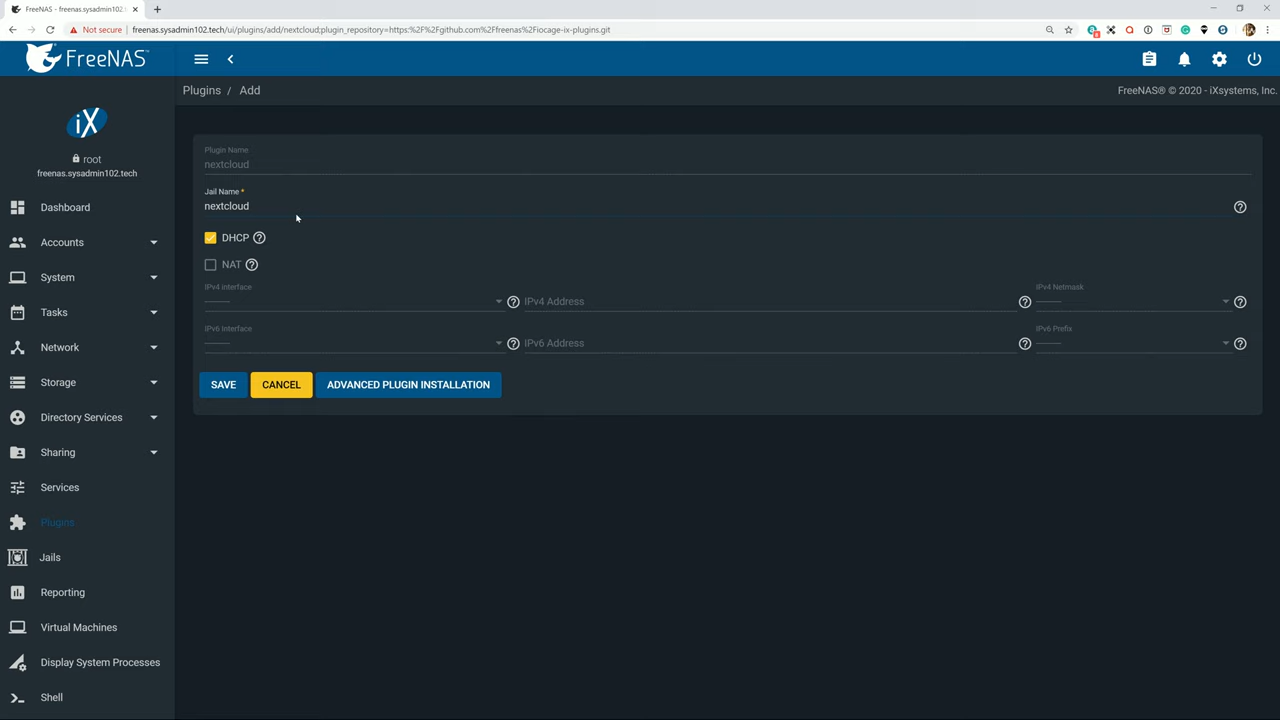 FreeNAS - freenas.sysadmin102.
Not secure
freenas.sysadmin102.tech/ui/plugins/add/nextcloud;plugin_repository=https:%2F%2Fgithub.com%2Ffreenas%2Fiocage-ix-plugins.git
FreeNAS
Plugins / Add
FreeNAS® © 2020 - iXsystems, Inc.
iX
root
freenas.sysadmin102.tech
Dashboard
Accounts
System
Tasks
Network
Storage
Directory Services
Sharing
Services
Plugins
Jails
Reporting
Virtual Machines
Display System Processes
Shell
Plugin Name
nextcloud
Jail Name *
nextcloud
DHCP
NAT
IPv4 interface
IPv4 Address
IPv4 Netmask
IPv6 Interface
IPv6 Address
IPv6 Prefix
SAVE
CANCEL
ADVANCED PLUGIN INSTALLATION